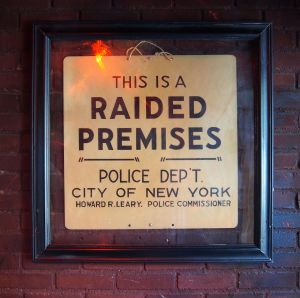 THIS IS A
RAIDED
PREMISES
POLICE DEP'T.
CITY OF NEW YORK
HOWARD R. LEARY, POLICE COMMISSIONER